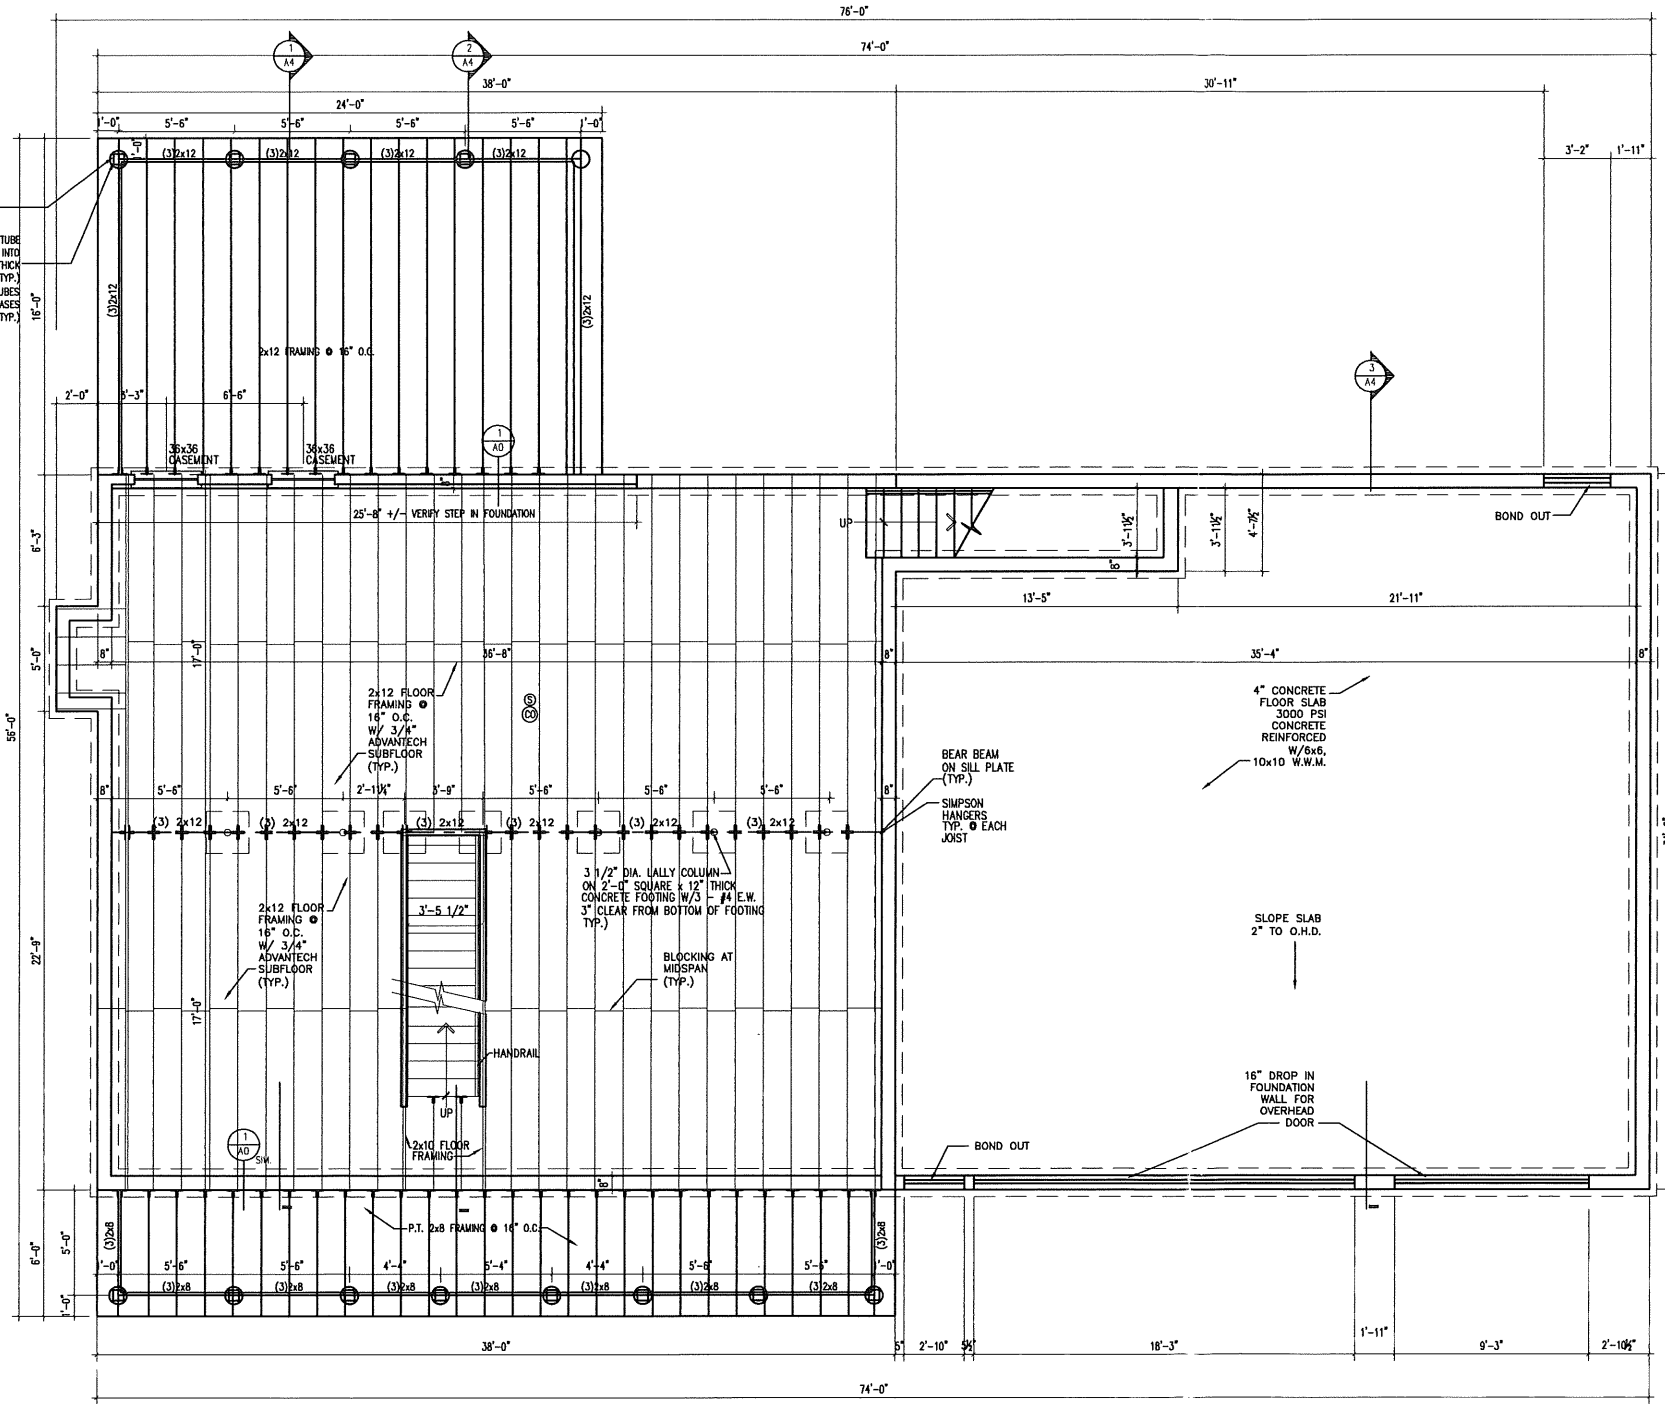 76'-0"
74'-0"
38'-0"
30'-11"
24'-0"
1
A4
2
A4
1'-0"
5'-6"
5'-6"
5'-6"
5'-6"
1'-0"
3'-2"
1'-11"
1'-0"
(3)2x12
(3)2x12
(3)2x12
(3)2x12
TUBE
INTO
THICK
TYP.)
UBES
ASES
TYP.)
16'-0"
(3)2x12
(3)2x12
2x12 FRAMING @ 16" O.C.
3
A4
2'-0"
6'-6"
36x36
CASEMENT
36x36
CASEMENT
1
A0
8"
25'-8" +/- VERIFY STEP IN FOUNDATION
UP
3'-11½"
3'-11½"
4'-7½"
8"
BOND OUT
6'-3"
5'-0"
56'-0"
22'-9"
13'-5"
21'-11"
8"
17'-0"
36'-8"
8"
35'-4"
8"
2x12 FLOOR
FRAMING @
16" O.C.
W/ 3/4"
ADVANTECH
SUBFLOOR
(TYP.)
S
CO
4" CONCRETE
FLOOR SLAB
3000 PSI
CONCRETE
REINFORCED
W/6x6,
10x10 W.W.M.
BEAR BEAM
ON SILL PLATE
(TYP.)
SIMPSON
HANGERS
TYP. @ EACH
JOIST
8"
5'-6"
5'-6"
2'-11¼"
3'-9"
5'-6"
5'-6"
5'-6"
8"
(3) 2x12
(3) 2x12
(3) 2x12
(3) 2x12
(3) 2x12
(3) 2x12
3 1/2" DIA. LALLY COLUMN
ON 2'-0" SQUARE x 12" THICK
CONCRETE FOOTING W/3 - #4 E.W.
3" CLEAR FROM BOTTOM OF FOOTING
TYP.)
3'-5 1/2"
2x12 FLOOR
FRAMING @
16" O.C.
W/ 3/4"
ADVANTECH
SUBFLOOR
(TYP.)
BLOCKING AT
MIDSPAN
(TYP.)
SLOPE SLAB
2" TO O.H.D.
17'-0"
HANDRAIL
UP
2x10 FLOOR
FRAMING
16" DROP IN
FOUNDATION
WALL FOR
OVERHEAD
DOOR
1
A0
SIM.
BOND OUT
8"
P.T. 2x8 FRAMING @ 16" O.C.
(3)2x8
(3)2x8
6'-0"
5'-0"
1'-0"
5'-6"
5'-6"
4'-4"
5'-4"
4'-4"
5'-6"
5'-6"
(3)2x8
(3)2x8
(3)2x8
(3)2x8
(3)2x8
(3)2x8
(3)2x8
38'-0"
5"
2'-10"
5½"
18'-3"
1'-11"
9'-3"
2'-10½"
74'-0"